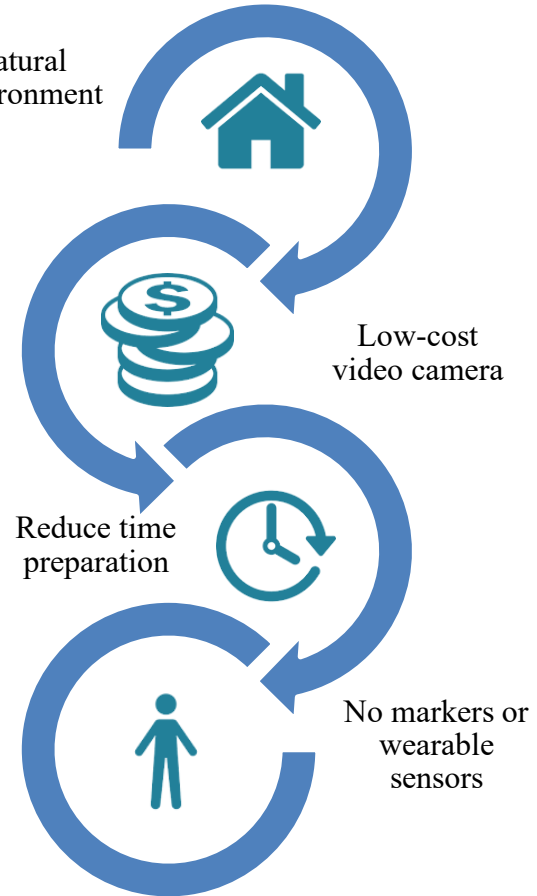 atural
ronment
Low-cost
video camera
Reduce time
preparation
No markers or
wearable
sensors